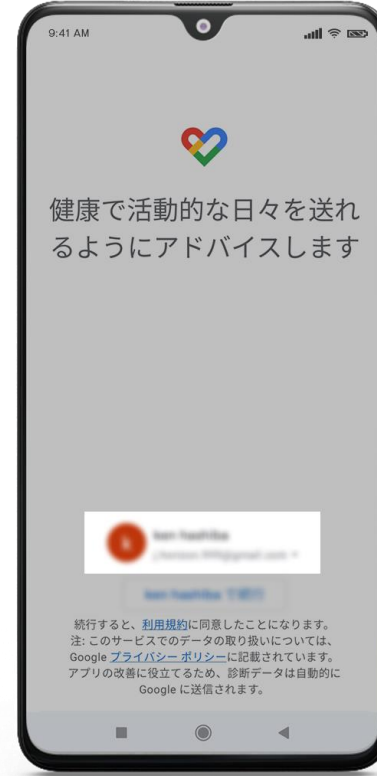 9:41 AM
健康で活動的な日々を送れ
るようにアドバイスします
続行すると、利用規約に同意したことになります。
注: このサービスでのデータの取り扱いについては、
Google プライバシー ポリシーに記載されています。
アプリの改善に役立てるため、診断データは自動的に
Google に送信されます。